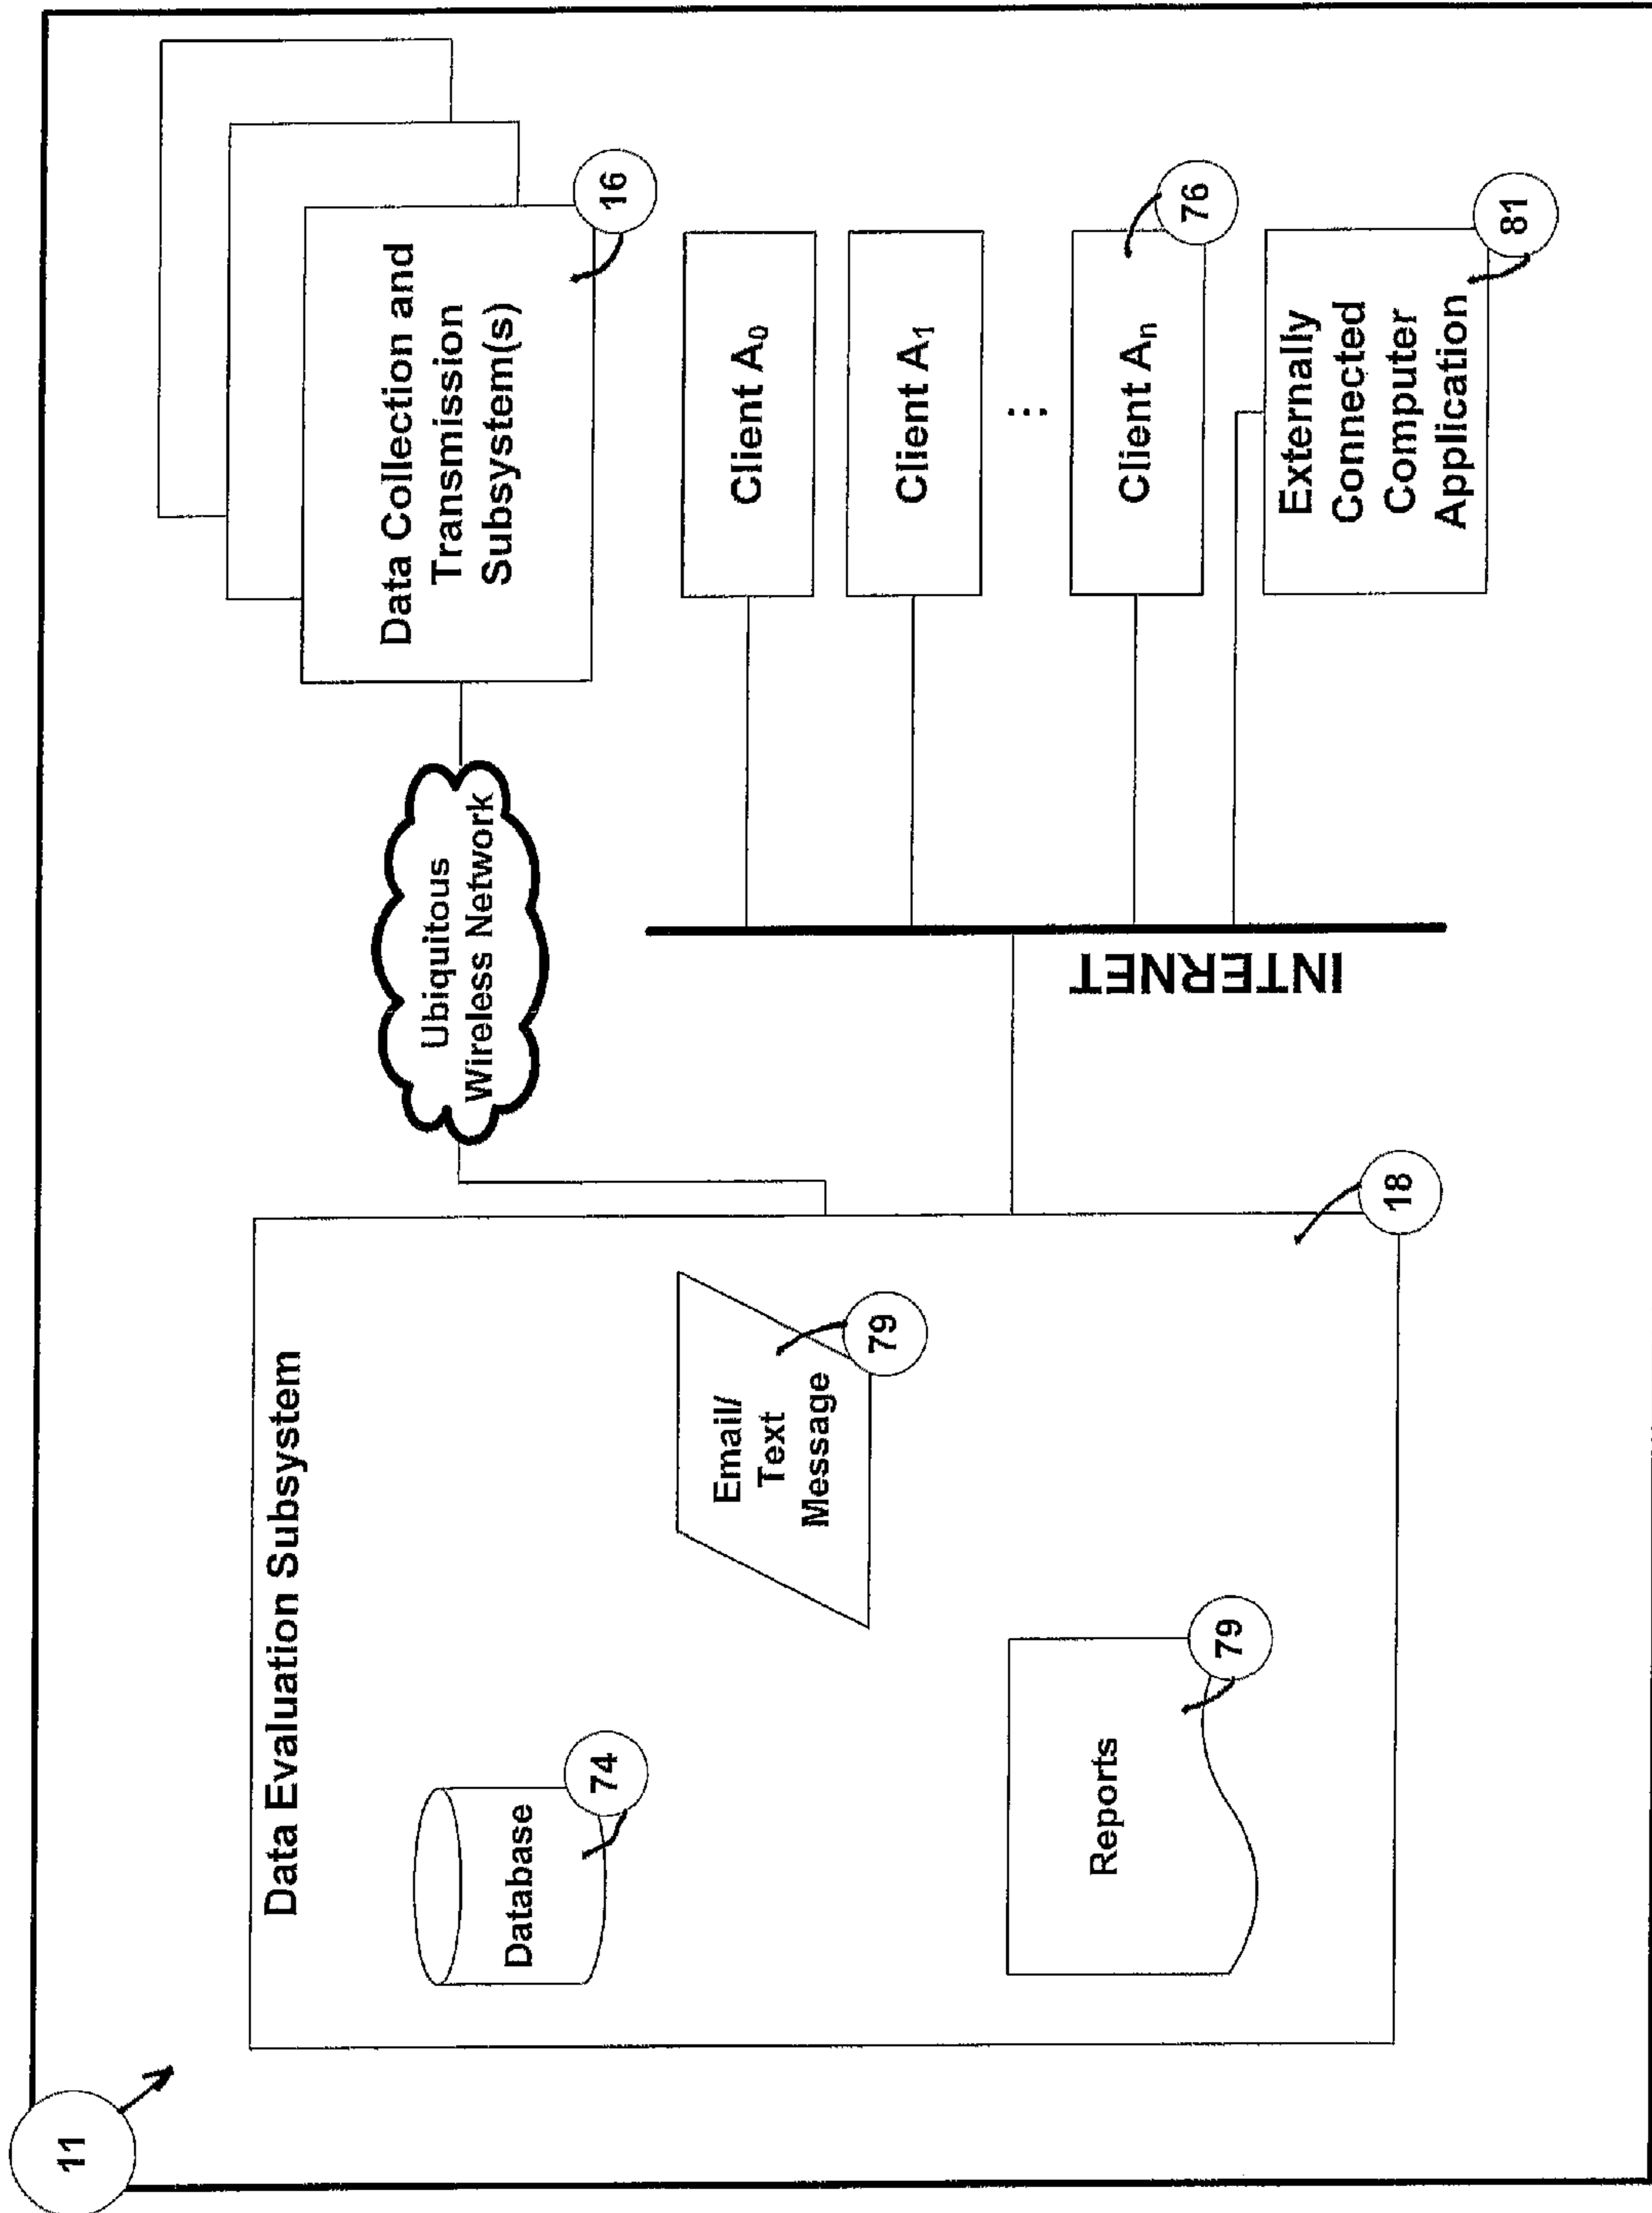 11
Data Evaluation Subsystem
Database
74
Email/
Text
Message
79
Reports
79
18
Ubiquitous
Wireless Network
INTERNET
Data Collection and
Transmission
Subsystem(s)
16
Client A₀
Client A₁
⋮
Client Aₙ
76
Externally
Connected
Computer
Application
81